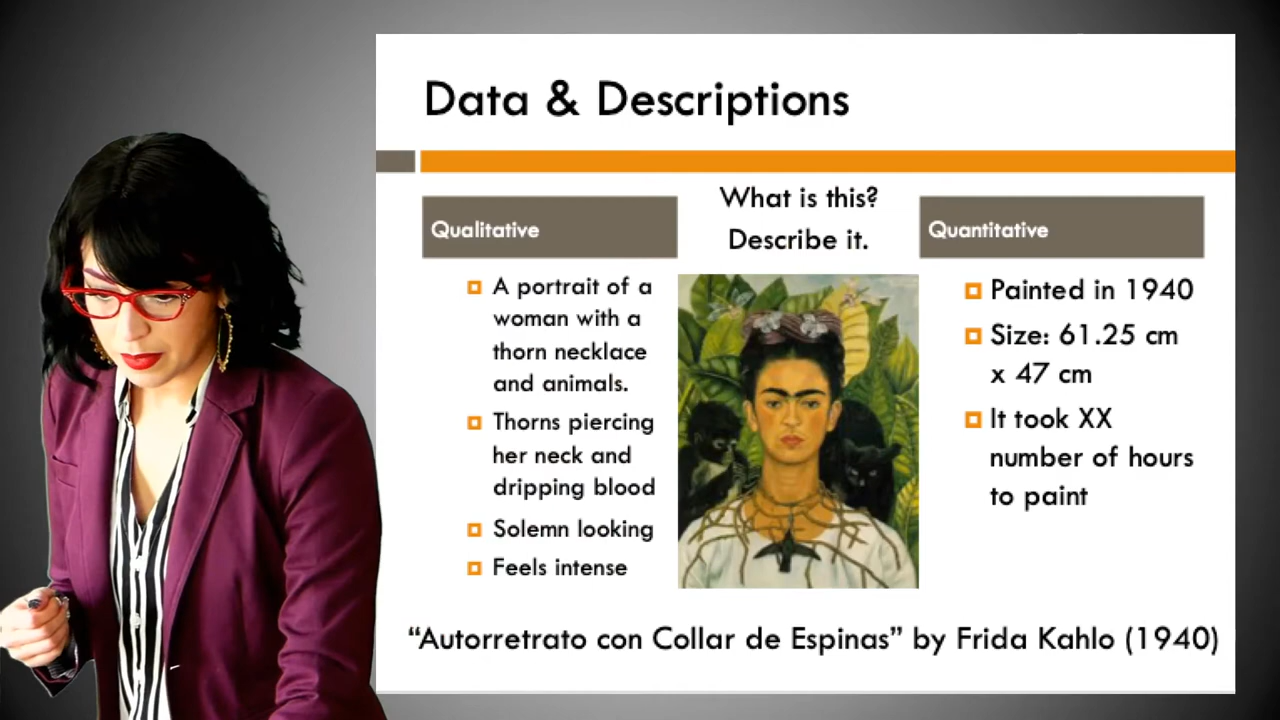 Data & Descriptions
What is this?
Describe it.
Qualitative
A portrait of a
woman with a
thorn necklace
and animals.
Thorns piercing
her neck and
dripping blood
Solemn looking
Feels intense
Quantitative
Painted in 1940
Size: 61.25 cm
x 47 cm
It took XX
number of hours
to paint
“Autorretrato con Collar de Espinas” by Frida Kahlo (1940)